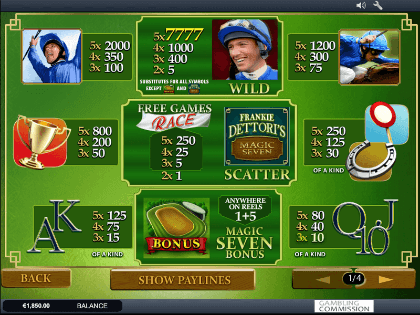 5x 2000
4x 350
3x 100
5x 7777
4x 1000
3x 400
2x 5
SUBSTITUTES FOR ALL SYMBOLS
EXCEPT AND
WILD
5x 1200
4x 300
3x 75
5x 800
4x 200
3x 50
FREE GAMES
RACE
5x 250
4x 25
3x 5
2x 1
FRANKIE
DETTORI'S
MAGIC
SEVEN
SCATTER
5x 250
4x 125
3x 30
OF A KIND
A K
5x 125
4x 75
3x 15
OF A KIND
BONUS
ANYWHERE
ON REELS
1+5
MAGIC
SEVEN
BONUS
5x 80
4x 40
3x 10
OF A KIND
Q J 10
BACK
SHOW PAYLINES
1/4
€1,850.00 BALANCE
GAMBLING
COMMISSION